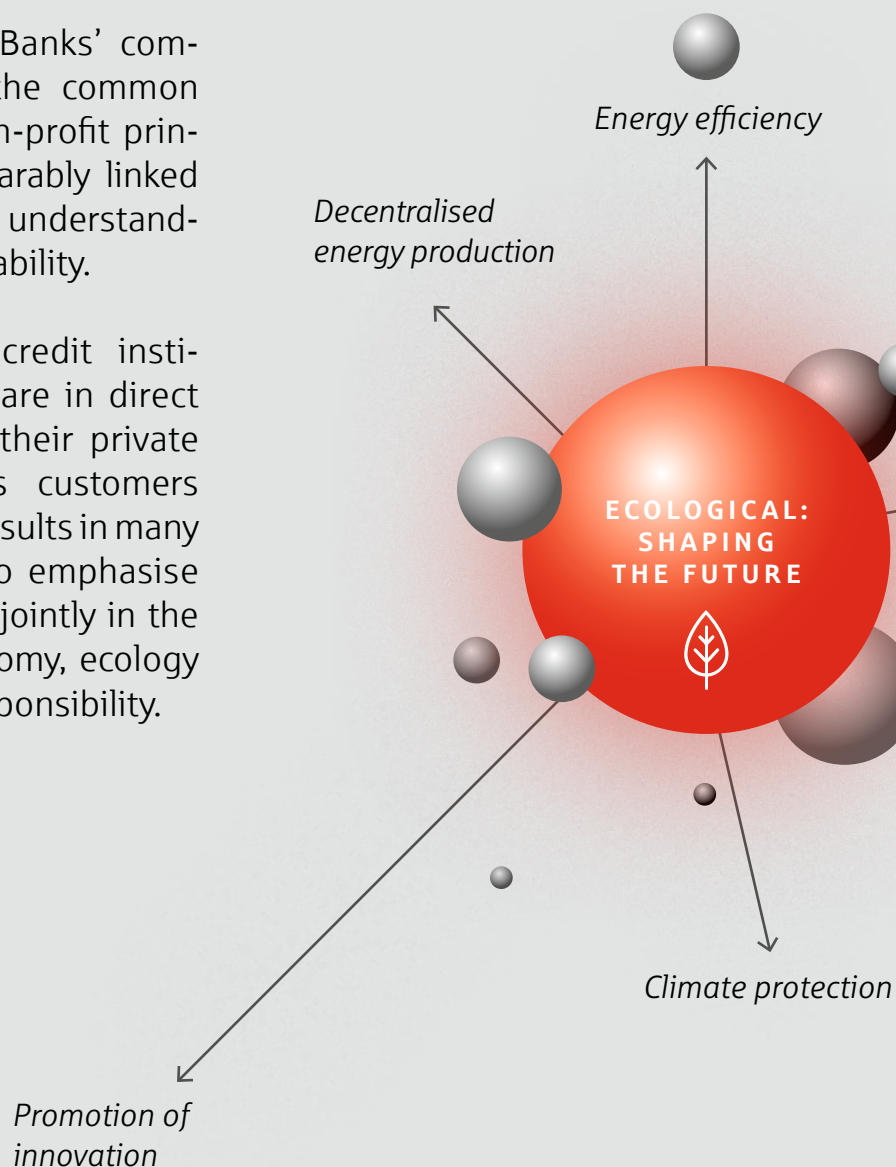 Banks’ com-
the common
n-profit prin-
arably linked
understand-
ability.
credit insti-
are in direct
their private
s customers
sults in many
o emphasise
jointly in the
omy, ecology
ponsibility.
Energy efficiency
Decentralised
energy production
ECOLOGICAL:
SHAPING
THE FUTURE
Climate protection
Promotion of
innovation